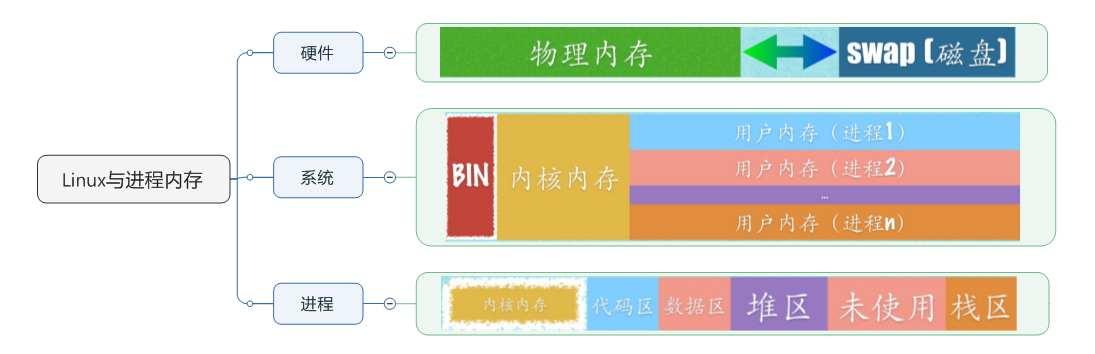 Linux与进程内存
硬件
物理内存
swap (磁盘)
系统
BIN
内核内存
用户内存（进程1）
用户内存（进程2）
...
用户内存（进程n）
进程
内核内存
代码区
数据区
堆区
未使用
栈区